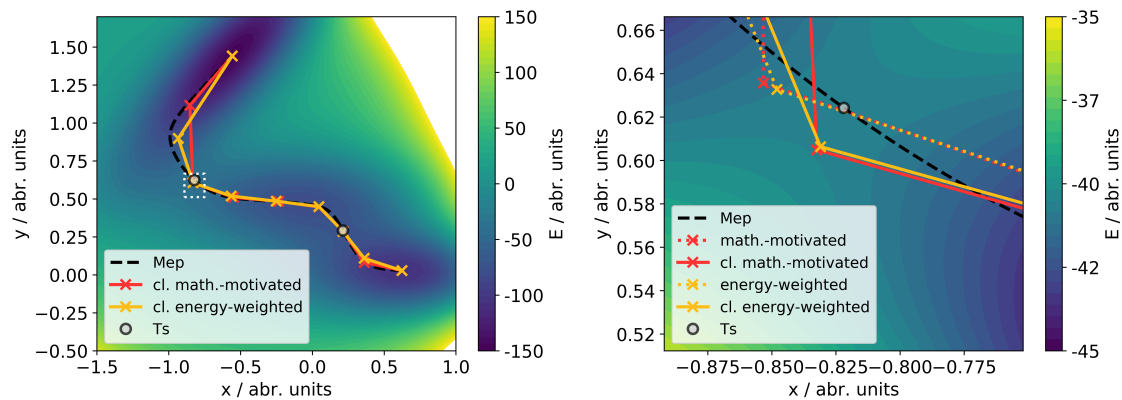 1.50
1.25
1.00
0.75
0.50
0.25
0.00
−0.25
−0.50
y / abr. units
−1.5
−1.0
−0.5
0.0
0.5
1.0
x / abr. units
Mep
cl. math.-motivated
cl. energy-weighted
Ts
150
100
50
0
-50
-100
-150
E / abr. units
0.66
0.64
0.62
0.60
0.58
0.56
0.54
0.52
y / abr. units
−0.875
−0.850
−0.825
−0.800
−0.775
x / abr. units
Mep
math.-motivated
cl. math.-motivated
energy-weighted
cl. energy-weighted
Ts
-35
-37
-40
-42
-45
E / abr. units